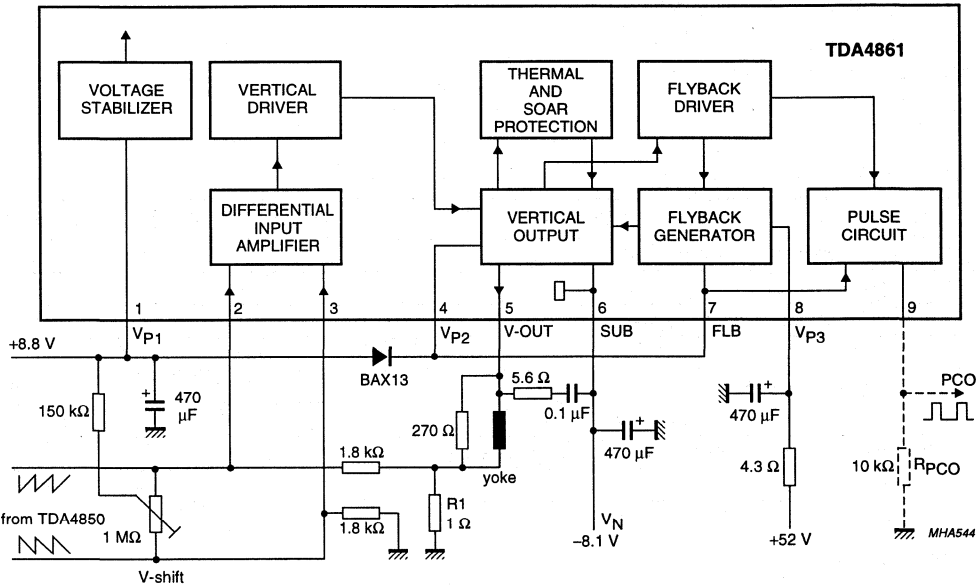 TDA4861
VOLTAGE
STABILIZER
VERTICAL
DRIVER
THERMAL
AND
SOAR
PROTECTION
FLYBACK
DRIVER
DIFFERENTIAL
INPUT
AMPLIFIER
VERTICAL
OUTPUT
FLYBACK
GENERATOR
PULSE
CIRCUIT
1
2
3
4
5
6
7
8
9
VP1
VP2
V-OUT
SUB
FLB
VP3
+8.8 V
BAX13
150 kΩ
+
470
μF
5.6 Ω
0.1 μF
+
470 μF
+
470 μF
PCO
270 Ω
yoke
1.8 kΩ
R1
1 Ω
1.8 kΩ
4.3 Ω
10 kΩ
RPCO
from TDA4850
1 MΩ
V-shift
VN
−8.1 V
+52 V
MHA544